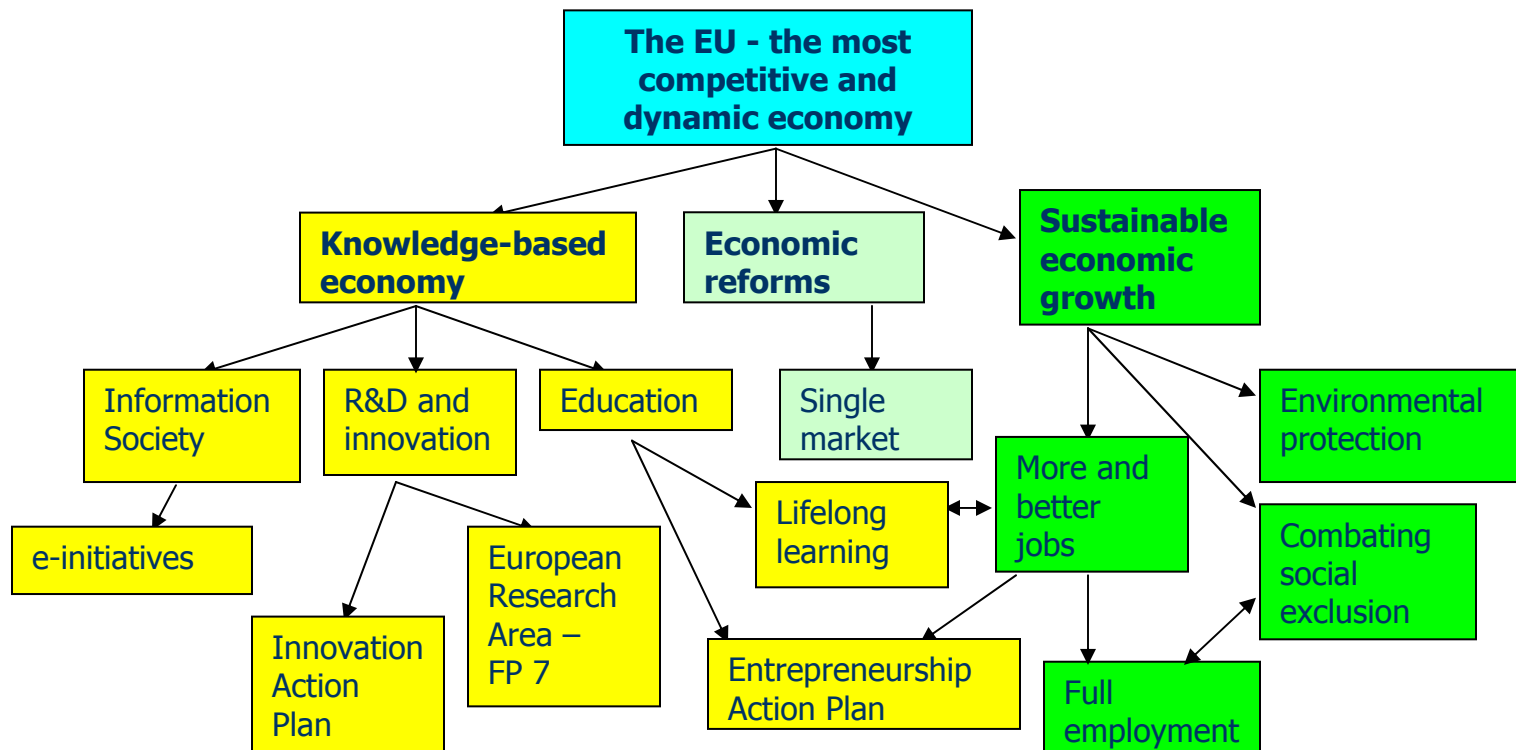 The EU - the most
competitive and
dynamic economy
Knowledge-based
economy
Economic
reforms
Sustainable
economic
growth
Information
Society
R&D and
innovation
Education
Single
market
Environmental
protection
e-initiatives
Innovation
Action
Plan
European
Research
Area –
FP 7
Lifelong
learning
More and
better
jobs
Combating
social
exclusion
Entrepreneurship
Action Plan
Full
employment